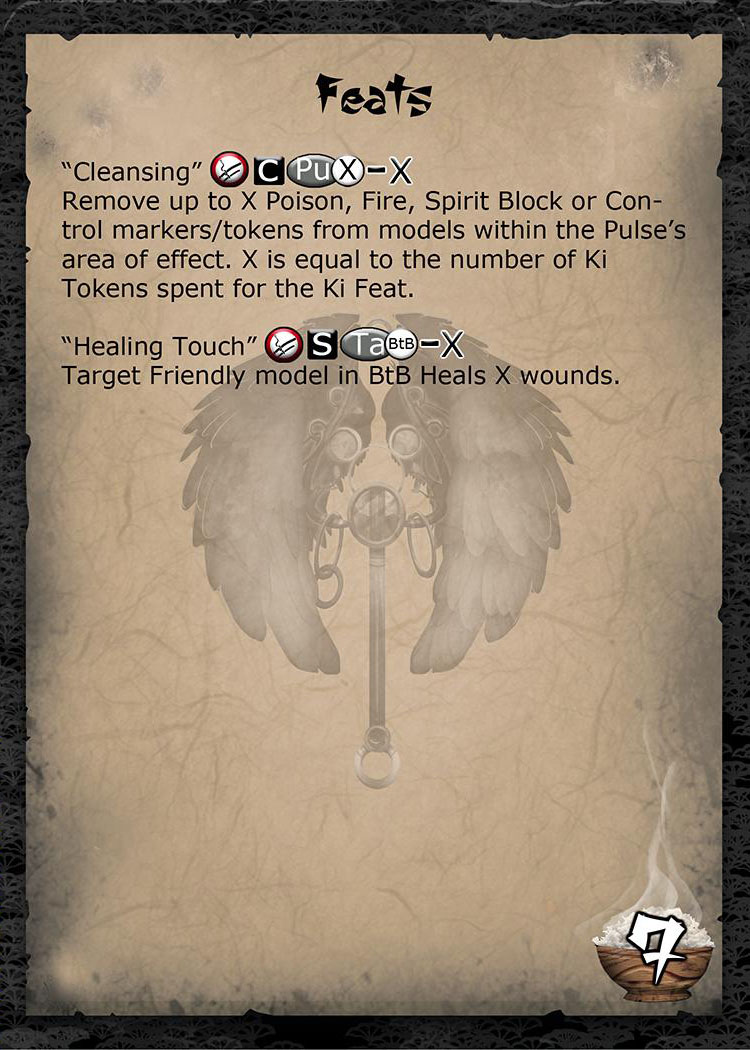 Feats
“Cleansing” C Pu X – X
Remove up to X Poison, Fire, Spirit Block or Con-
trol markers/tokens from models within the Pulse’s
area of effect. X is equal to the number of Ki
Tokens spent for the Ki Feat.
“Healing Touch” S Ta BtB – X
Target Friendly model in BtB Heals X wounds.
7